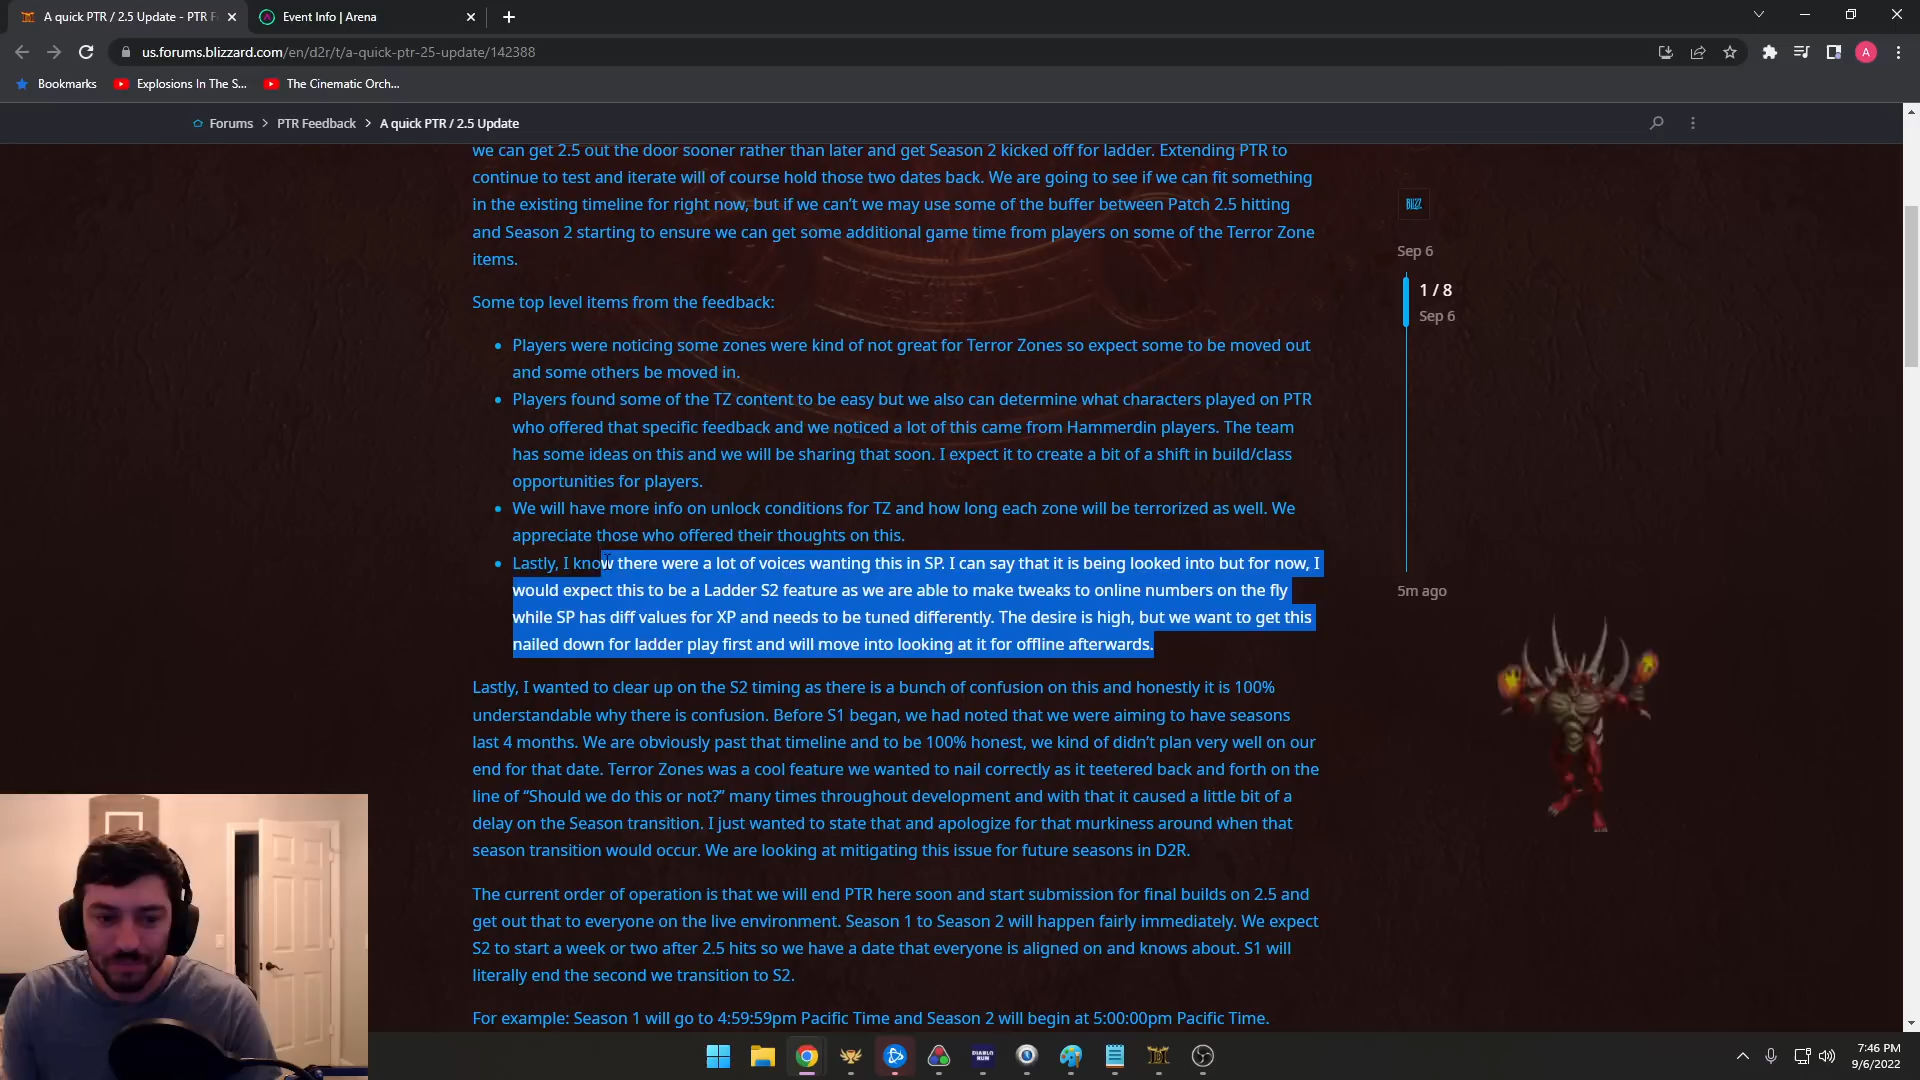 A quick PTR / 2.5 Update - PTR F
Event Info | Arena
us.forums.blizzard.com/en/d2r/t/a-quick-ptr-25-update/142388
A
Bookmarks
Explosions In The S...
The Cinematic Orch...
Forums > PTR Feedback > A quick PTR / 2.5 Update
we can get 2.5 out the door sooner rather than later and get Season 2 kicked off for ladder. Extending PTR to
continue to test and iterate will of course hold those two dates back. We are going to see if we can fit something
in the existing timeline for right now, but if we can't we may use some of the buffer between Patch 2.5 hitting
and Season 2 starting to ensure we can get some additional game time from players on some of the Terror Zone
items.
Some top level items from the feedback:
• Players were noticing some zones were kind of not great for Terror Zones so expect some to be moved out
and some others be moved in.
• Players found some of the TZ content to be easy but we also can determine what characters played on PTR
who offered that specific feedback and we noticed a lot of this came from Hammerdin players. The team
has some ideas on this and we will be sharing that soon. I expect it to create a bit of a shift in build/class
opportunities for players.
• We will have more info on unlock conditions for TZ and how long each zone will be terrorized as well. We
appreciate those who offered their thoughts on this.
• Lastly, I know there were a lot of voices wanting this in SP. I can say that it is being looked into but for now, I
would expect this to be a Ladder S2 feature as we are able to make tweaks to online numbers on the fly
while SP has diff values for XP and needs to be tuned differently. The desire is high, but we want to get this
nailed down for ladder play first and will move into looking at it for offline afterwards.
Lastly, I wanted to clear up on the S2 timing as there is a bunch of confusion on this and honestly it is 100%
understandable why there is confusion. Before S1 began, we had noted that we were aiming to have seasons
last 4 months. We are obviously past that timeline and to be 100% honest, we kind of didn't plan very well on our
end for that date. Terror Zones was a cool feature we wanted to nail correctly as it teetered back and forth on the
line of “Should we do this or not?” many times throughout development and with that it caused a little bit of a
delay on the Season transition. I just wanted to state that and apologize for that murkiness around when that
season transition would occur. We are looking at mitigating this issue for future seasons in D2R.
The current order of operation is that we will end PTR here soon and start submission for final builds on 2.5 and
get out that to everyone on the live environment. Season 1 to Season 2 will happen fairly immediately. We expect
S2 to start a week or two after 2.5 hits so we have a date that everyone is aligned on and knows about. S1 will
literally end the second we transition to S2.
For example: Season 1 will go to 4:59:59pm Pacific Time and Season 2 will begin at 5:00:00pm Pacific Time.
BLIZZ
Sep 6
1 / 8
Sep 6
5m ago
DIABLO
RUN
7:46 PM
9/6/2022